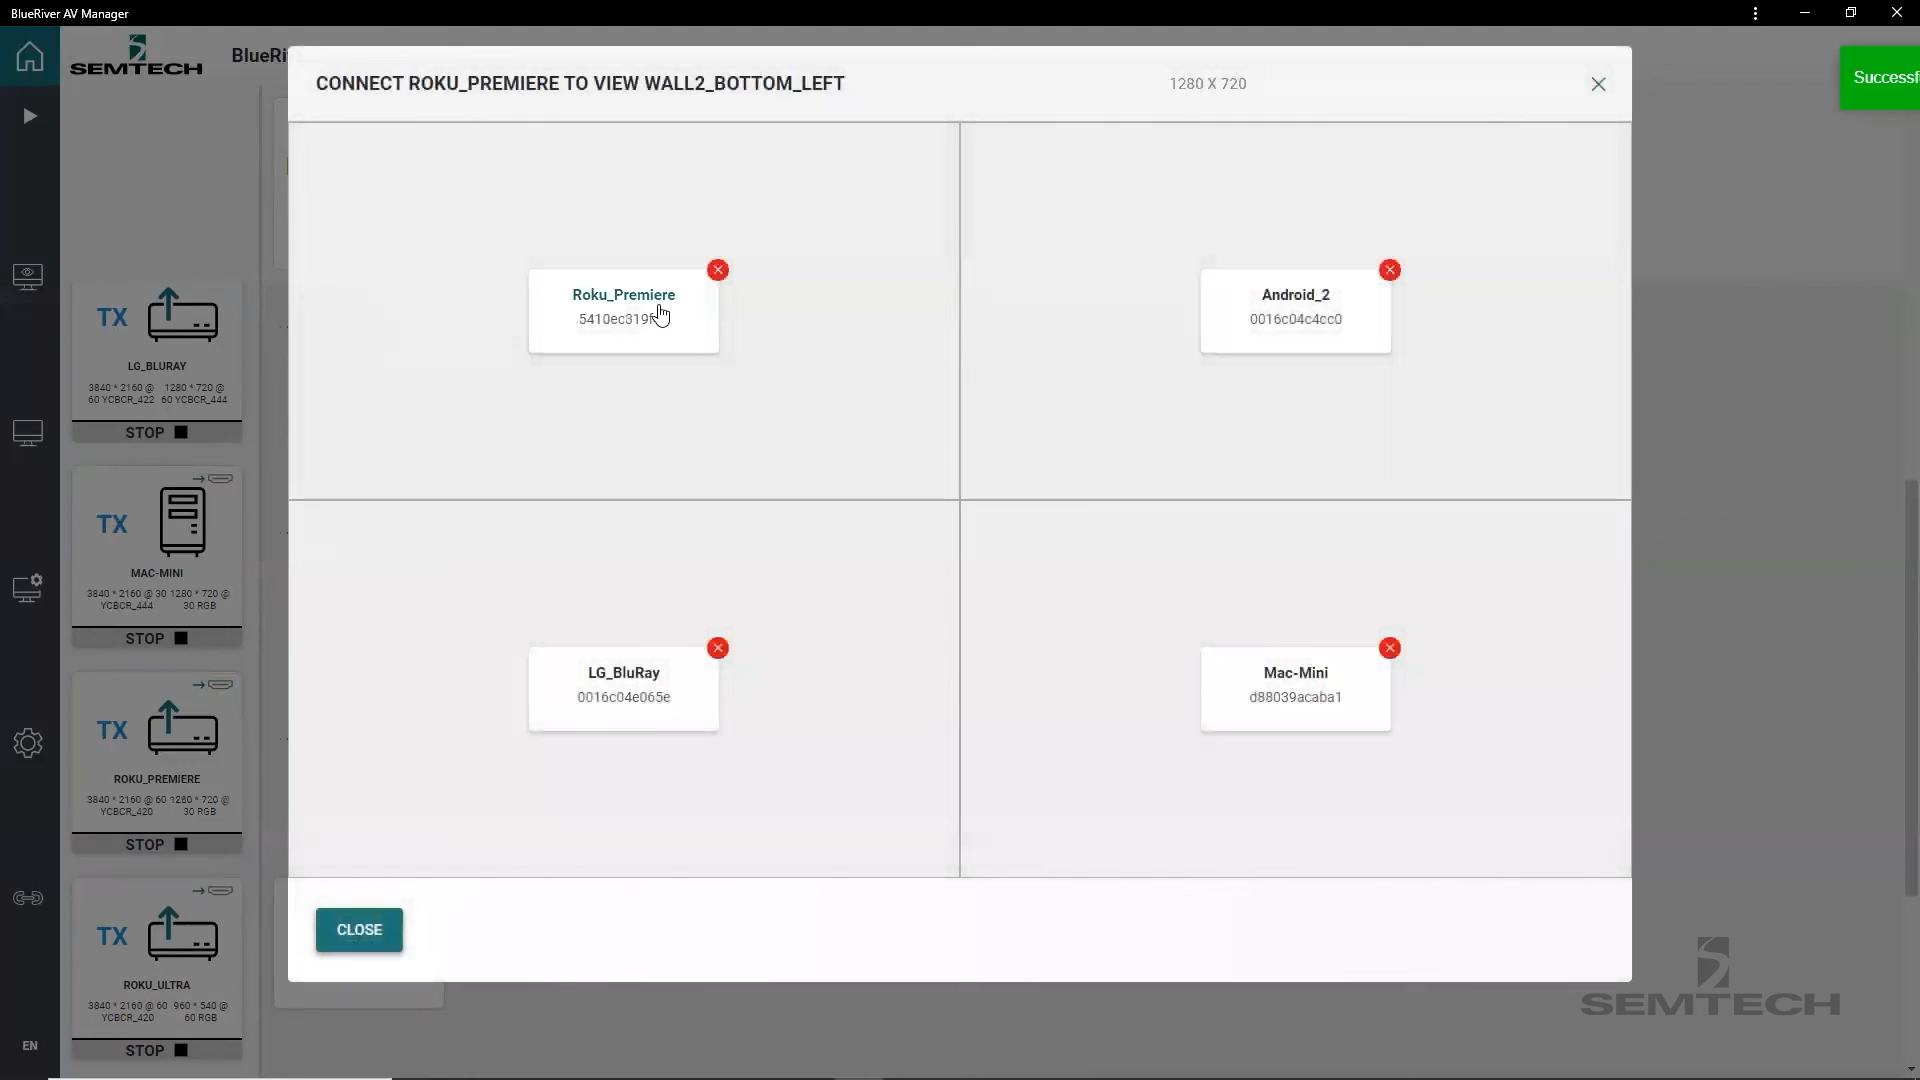 BlueRiver AV Manager
SEMTECH
BlueRi
CONNECT ROKU_PREMIERE TO VIEW WALL2_BOTTOM_LEFT
1280 X 720
Successf
Roku_Premiere
5410ec319
Android_2
0016c04c4cc0
LG_BluRay
0016c04e065e
Mac-Mini
d88039acaba1
CLOSE
TX
LG_BLURAY
3840 * 2160 @ 1280 * 720 @
60 YCBCR_422 60 YCBCR_444
STOP
TX
MAC-MINI
3840 * 2160 @ 30 1280 * 720 @
YCBCR_444 30 RGB
STOP
TX
ROKU_PREMIERE
3840 * 2160 @ 60 1280 * 720 @
YCBCR_420 30 RGB
STOP
TX
ROKU_ULTRA
3840 * 2160 @ 60 960 * 540 @
YCBCR_420 60 RGB
STOP
EN
SEMTECH